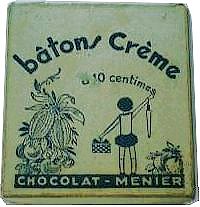 bâtons Crème
à 10 centimes
CHOCOLAT - MENIER